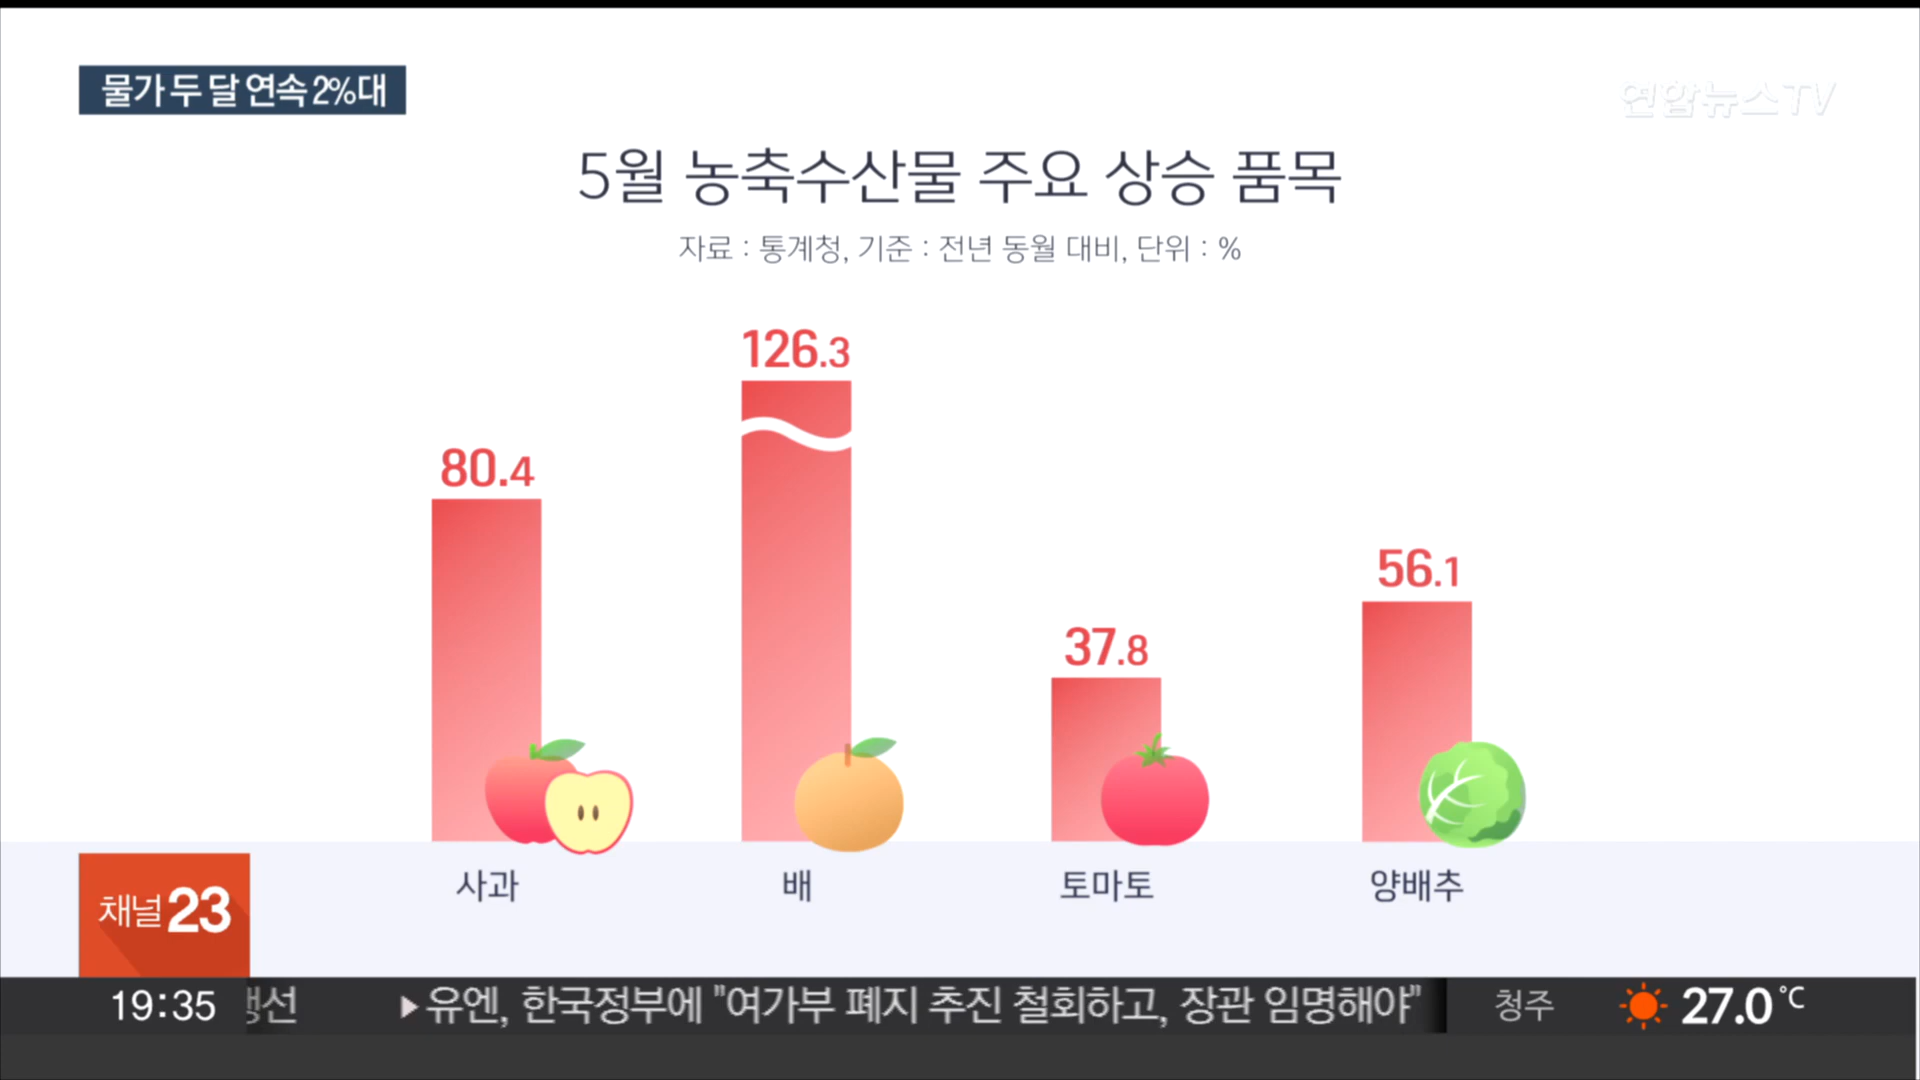 물가 두 달 연속 2%대
연합뉴스TV
5월 농축수산물 주요 상승 품목
자료 : 통계청, 기준 : 전년 동월 대비, 단위 : %
126.3
80.4
56.1
37.8
사과
배
토마토
양배추
채널23
19:35
▶유엔, 한국정부에 "여가부 폐지 추진 철회하고, 장관 임명해야"
청주
27.0℃